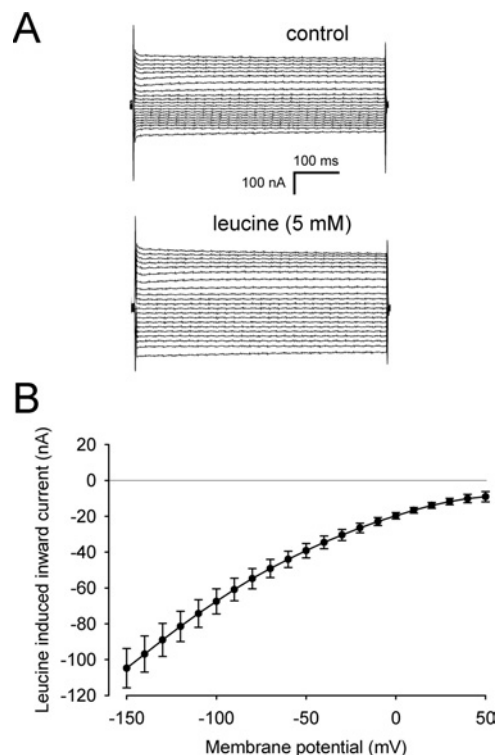 A
control
100 ms
100 nA
leucine (5 mM)
B
Leucine induced inward current (nA)
20
0
-20
-40
-60
-80
-100
-120
-150
-100
-50
0
50
Membrane potential (mV)